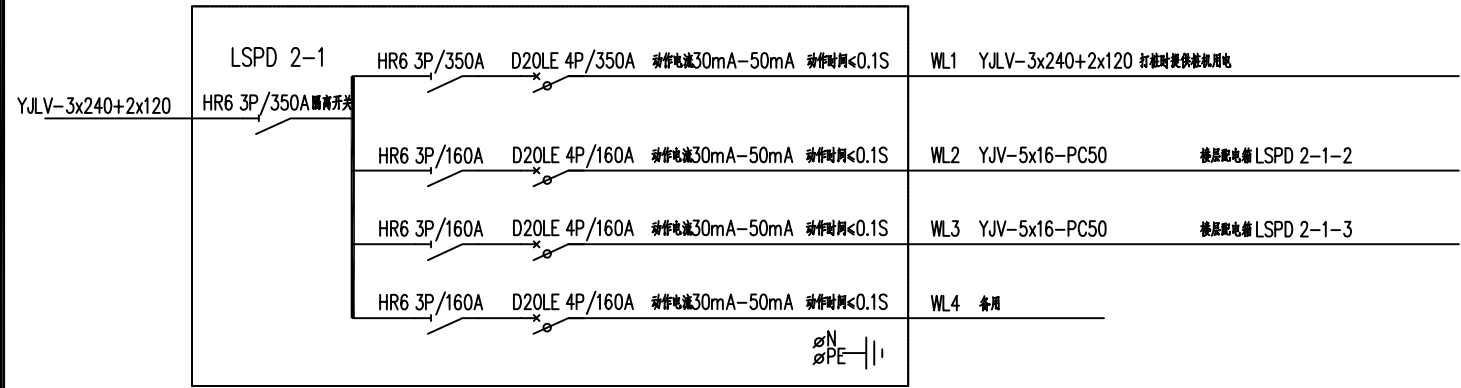 LSPD 2-1
YJLV-3x240+2x120
HR6 3P/350A隔离开关
HR6 3P/350A D20LE 4P/350A 动作电流30mA-50mA 动作时间≤0.1S WL1 YJLV-3x240+2x120 打桩时提供桩机用电
HR6 3P/160A D20LE 4P/160A 动作电流30mA-50mA 动作时间≤0.1S WL2 YJV-5x16-PC50 楼层配电箱LSPD 2-1-2
HR6 3P/160A D20LE 4P/160A 动作电流30mA-50mA 动作时间≤0.1S WL3 YJV-5x16-PC50 楼层配电箱LSPD 2-1-3
HR6 3P/160A D20LE 4P/160A 动作电流30mA-50mA 动作时间≤0.1S WL4 备用
øN
øPE